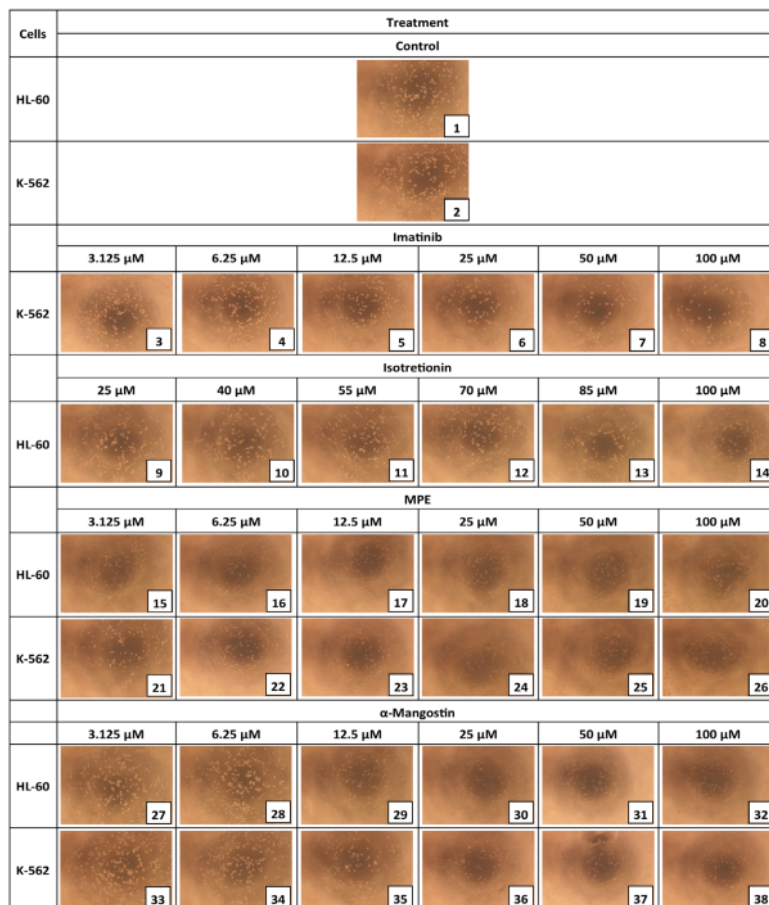 Cells
Treatment
Control
HL-60
1
K-562
2
Imatinib
3.125 µM 6.25 µM 12.5 µM 25 µM 50 µM 100 µM
K-562
3 4 5 6 7 8
Isotretionin
25 µM 40 µM 55 µM 70 µM 85 µM 100 µM
HL-60
9 10 11 12 13 14
MPE
3.125 µM 6.25 µM 12.5 µM 25 µM 50 µM 100 µM
HL-60
15 16 17 18 19 20
K-562
21 22 23 24 25 26
α-Mangostin
3.125 µM 6.25 µM 12.5 µM 25 µM 50 µM 100 µM
HL-60
27 28 29 30 31 32
K-562
33 34 35 36 37 38